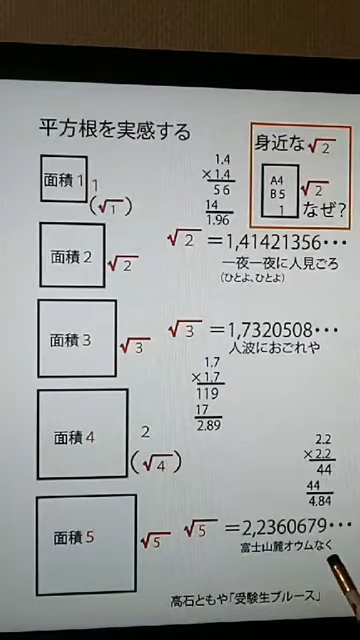 平方根を実感する
身近な√2
A4
B5
1
√2
なぜ?
面積1
1
(√1)
1.4
×1.4
56
14
1.96
面積2
√2
√2=1,41421356・・・
一夜一夜に人見ごろ
(ひとよ、ひとよ)
面積3
√3
√3=1,7320508・・・
人波におごれや
1.7
×1.7
119
17
2.89
面積4
2
(√4)
2.2
×2.2
44
44
4.84
面積5
√5
√5=2,2360679・・・
富士山麓オウムなく
高石ともや「受験生ブルース」